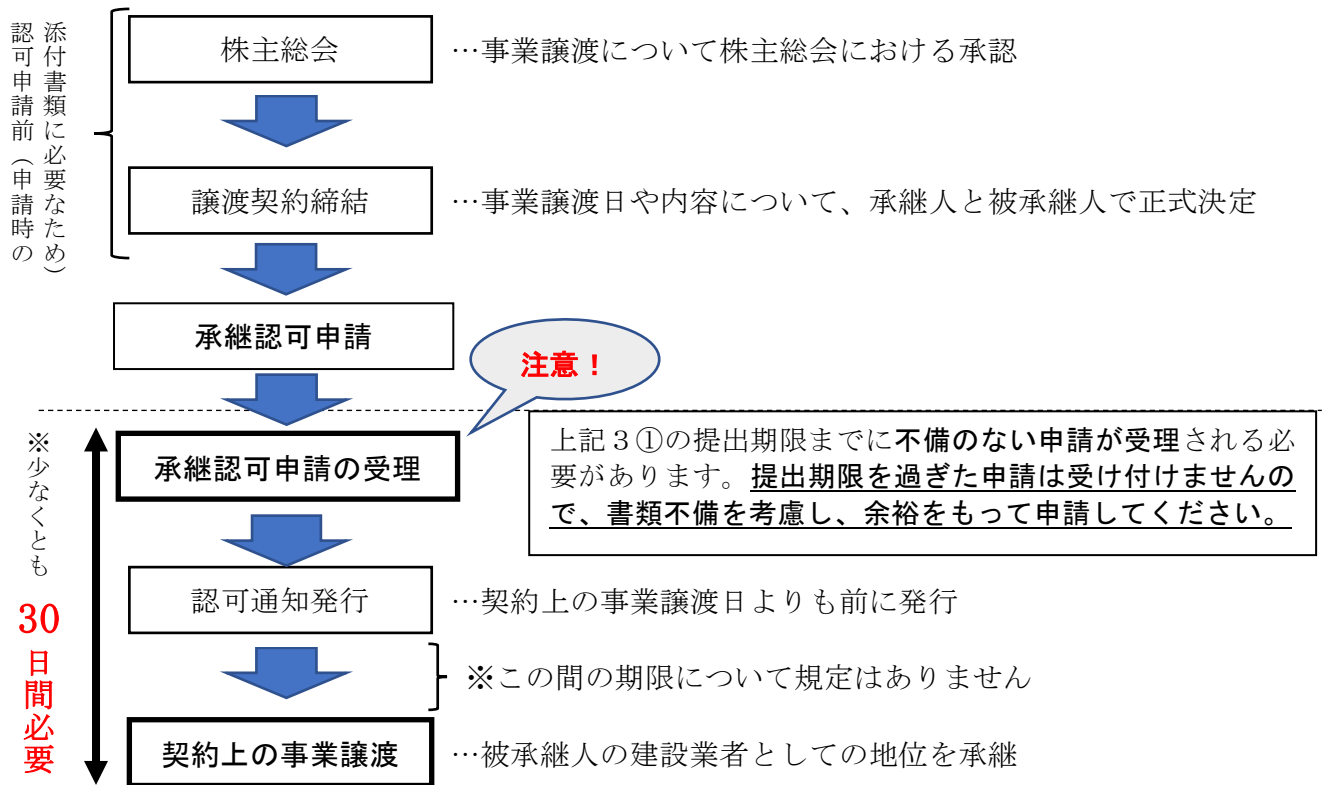 認可申請前（申請時の
添付書類に必要なため）
株主総会
…事業譲渡について株主総会における承認
譲渡契約締結
…事業譲渡日や内容について、承継人と被承継人で正式決定
承継認可申請
注意！
※少なくとも
30
日間必要
承継認可申請の受理
上記３①の提出期限までに不備のない申請が受理される必
要があります。提出期限を過ぎた申請は受け付けませんの
で、書類不備を考慮し、余裕をもって申請してください。
認可通知発行
…契約上の事業譲渡日よりも前に発行
※この間の期限について規定はありません
契約上の事業譲渡
…被承継人の建設業者としての地位を承継